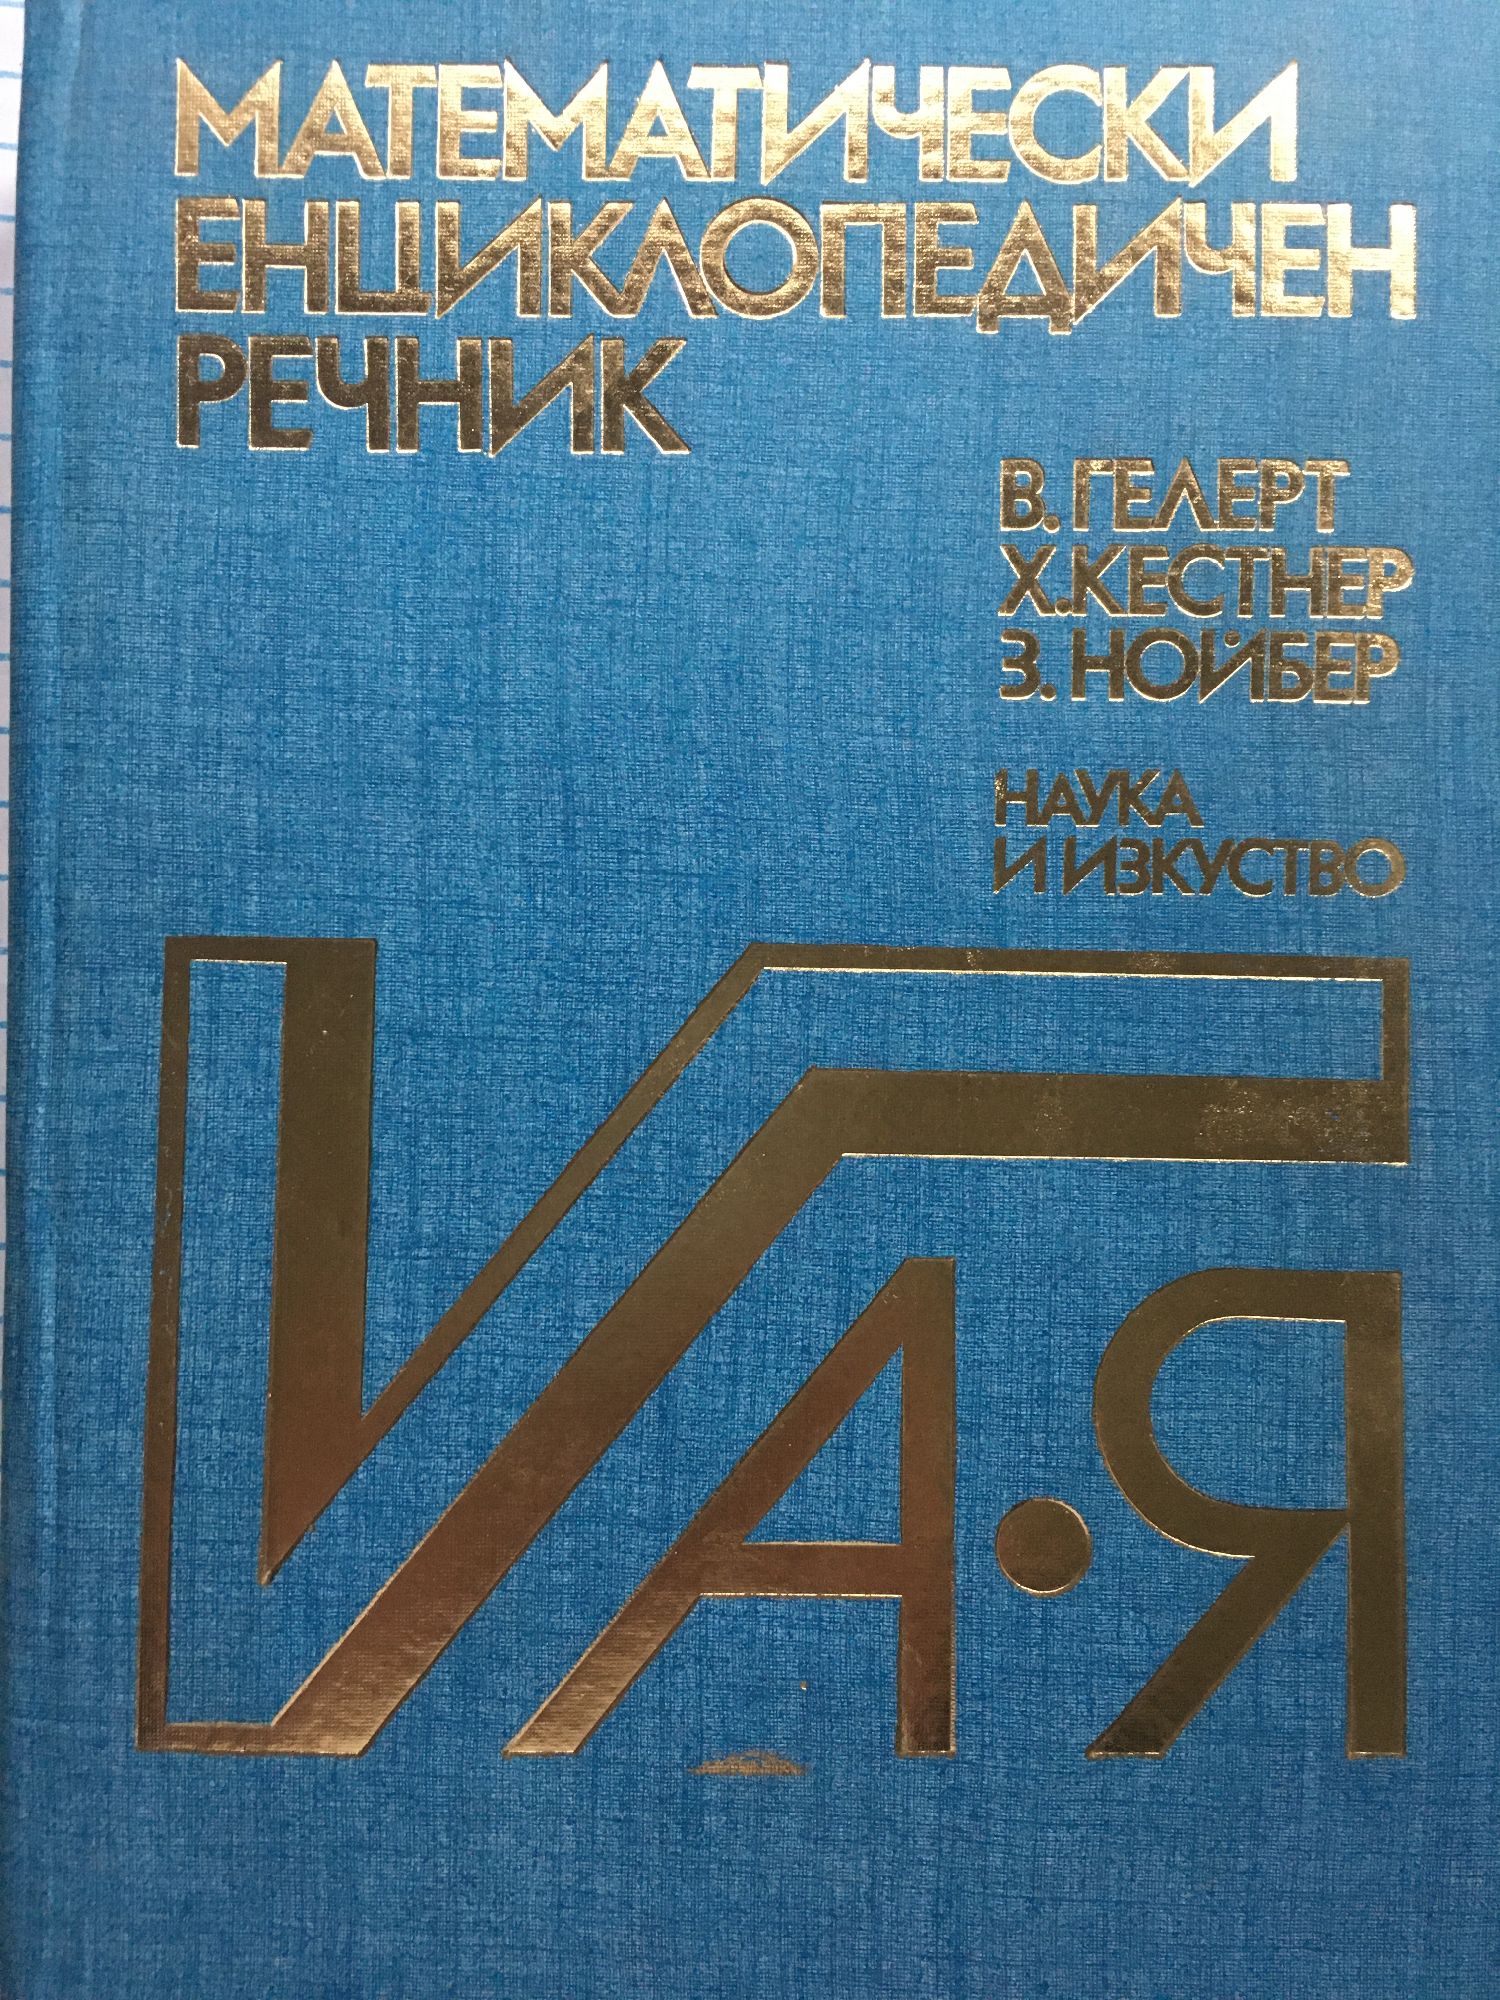 МАТЕМАТИЧЕСКИ
ЕНЦИКЛОПЕДИЧЕН
РЕЧНИК
В. ГЕЛЕРТ
Х. КЕСТНЕР
З. НОЙБЕР
НАУКА
И ИЗКУСТВО
А·Я